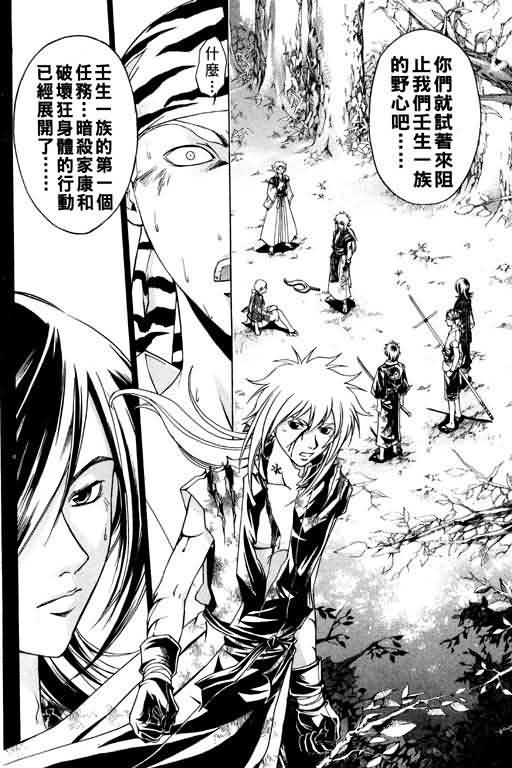 你們就試著來阻
止我們壬生一族
的野心吧……
什麼…
壬生一族的第一個
任務…暗殺家康和
破壞狂身體的行動
已經展開了……